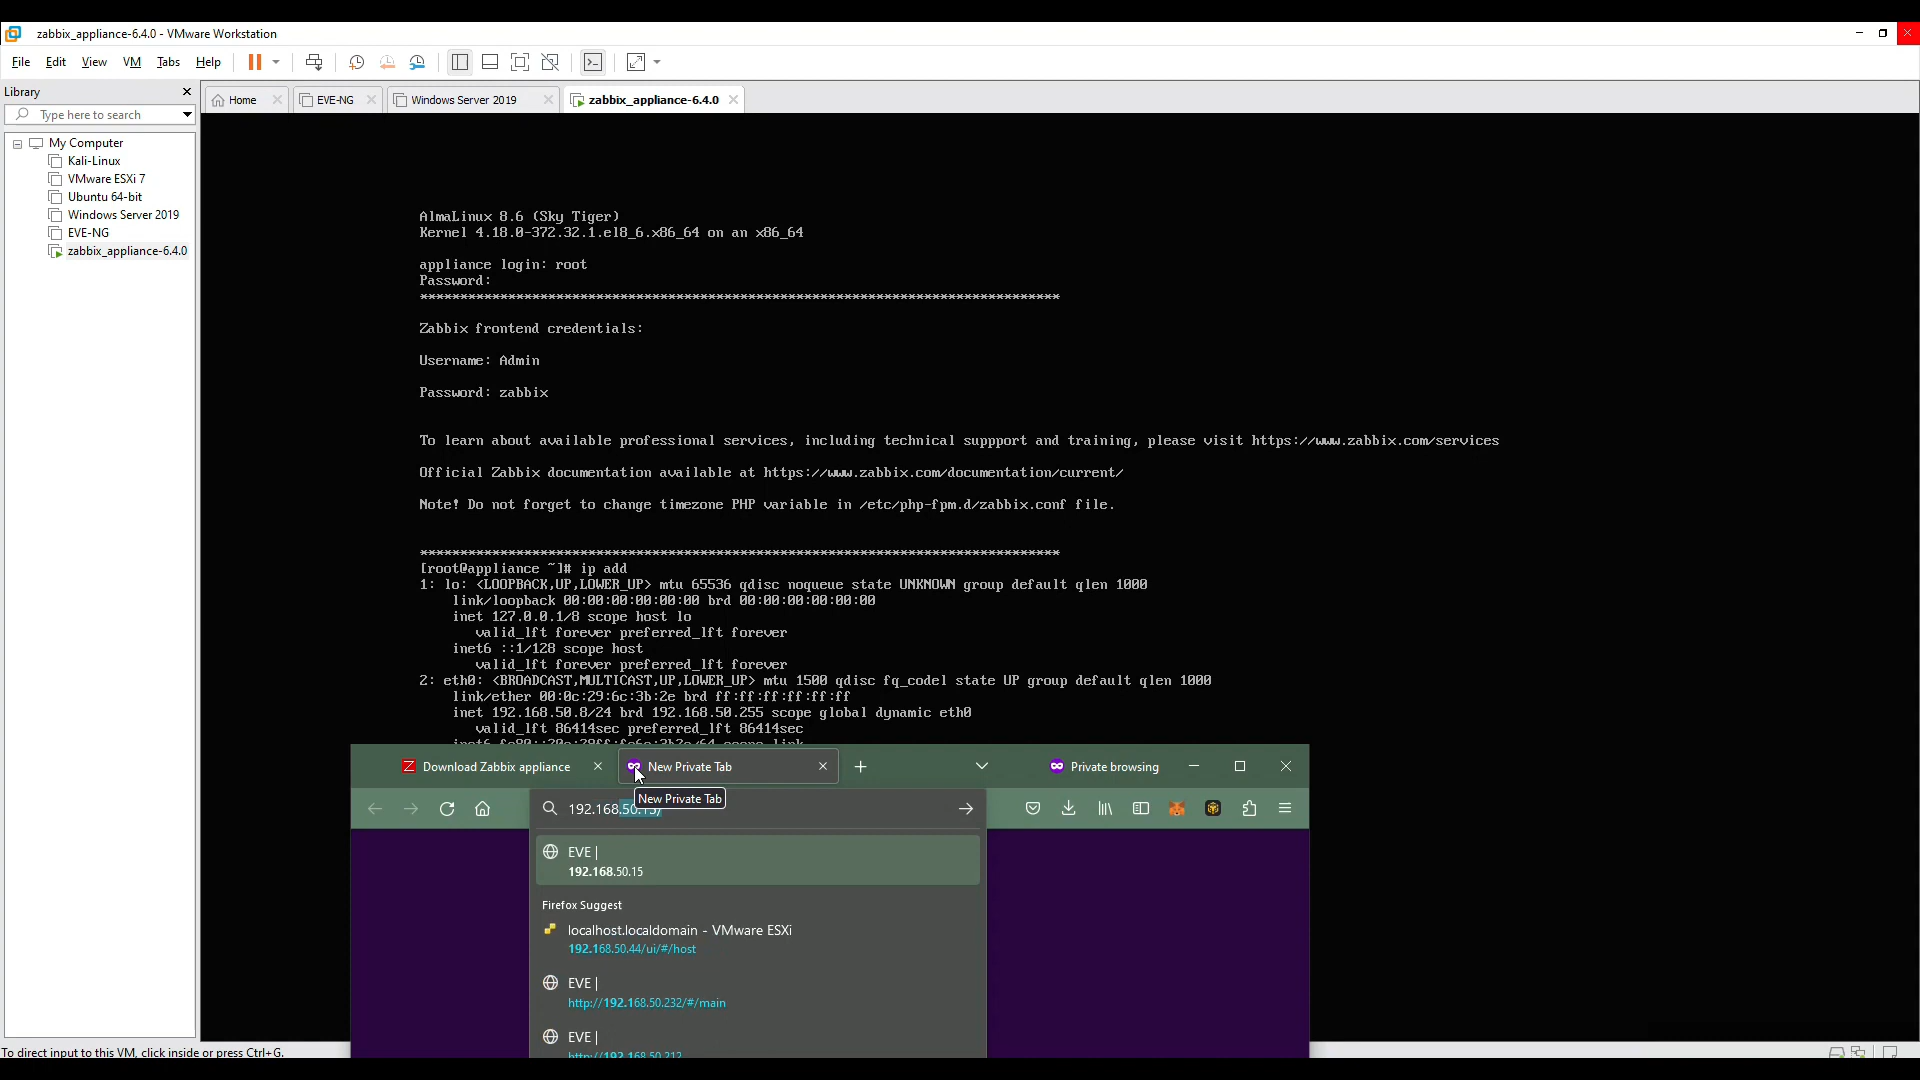 zabbix_appliance-6.4.0 - VMware Workstation
File Edit View VM Tabs Help
Library
Type here to search
My Computer
Kali-Linux
VMware ESXi 7
Ubuntu 64-bit
Windows Server 2019
EVE-NG
zabbix_appliance-6.4.0
Home EVE-NG Windows Server 2019 zabbix_appliance-6.4.0
AlmaLinux 8.6 (Sky Tiger)
Kernel 4.18.0-372.32.1.el8_6.x86_64 on an x86_64
appliance login: root
Password:
********************************************************************************
Zabbix frontend credentials:
Username: Admin
Password: zabbix
To learn about available professional services, including technical suppport and training, please visit https://www.zabbix.com/services
Official Zabbix documentation available at https://www.zabbix.com/documentation/current/
Note! Do not forget to change timezone PHP variable in /etc/php-fpm.d/zabbix.conf file.
********************************************************************************
[root@appliance ~]# ip add
1: lo: <LOOPBACK,UP,LOWER_UP> mtu 65536 qdisc noqueue state UNKNOWN group default qlen 1000
link/loopback 00:00:00:00:00:00 brd 00:00:00:00:00:00
inet 127.0.0.1/8 scope host lo
valid_lft forever preferred_lft forever
inet6 ::1/128 scope host
valid_lft forever preferred_lft forever
2: eth0: <BROADCAST,MULTICAST,UP,LOWER_UP> mtu 1500 qdisc fq_codel state UP group default qlen 1000
link/ether 00:0c:29:6c:3b:2e brd ff:ff:ff:ff:ff:ff
inet 192.168.50.8/24 brd 192.168.50.255 scope global dynamic eth0
valid_lft 86414sec preferred_lft 86414sec
Download Zabbix appliance New Private Tab Private browsing
New Private Tab
192.168.50.15/
EVE |
192.168.50.15
Firefox Suggest
localhost.localdomain - VMware ESXi
192.168.50.44/ui/#/host
EVE |
http://192.168.50.232/#/main
EVE |
http://192.168.50.212
To direct input to this VM, click inside or press Ctrl+G.